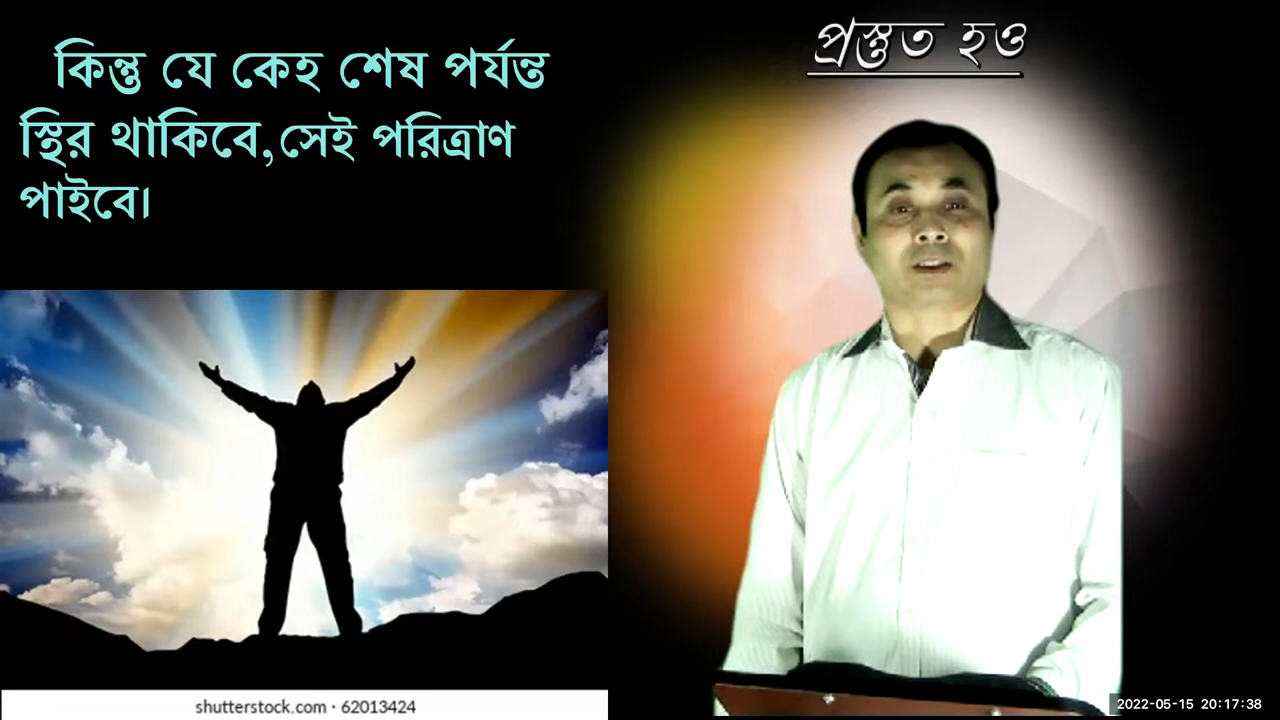 প্রস্তুত হও
কিন্তু যে কেহ শেষ পর্যন্ত
স্থির থাকিবে,সেই পরিত্রাণ
পাইবে।
shutterstock.com · 62013424
2022-05-15 20:17:38